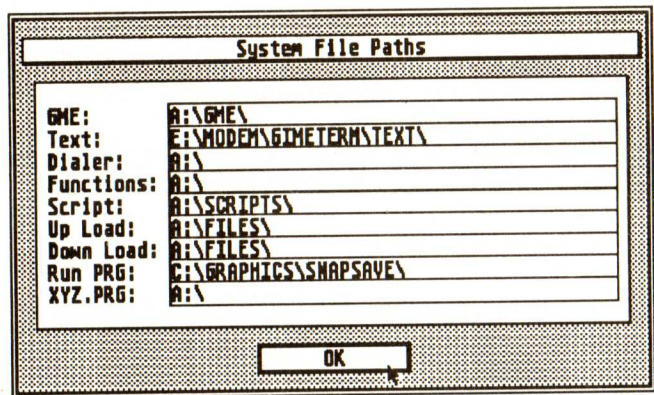 System File Paths
GME: A:\GME\
Text: E:\MODEM\GIMETERM\TEXT\
Dialer: A:\
Functions: A:\
Script: A:\SCRIPTS\
Up Load: A:\FILES\
Down Load: A:\FILES\
Run PRG: C:\GRAPHICS\SNAPSAVE\
XYZ.PRG: A:\
OK